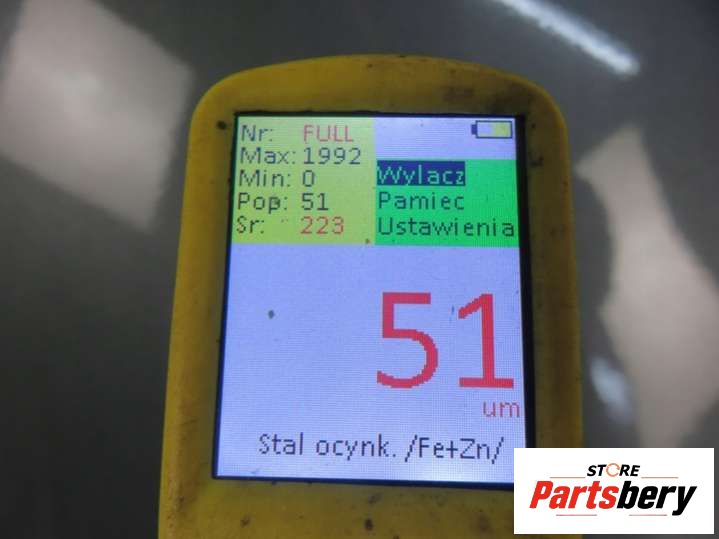 Nr: FULL
Max: 1992
Min: 0
Pop: 51
Sr: 223
Wylacz
Pamiec
Ustawienia
51
um
Stal ocynk. /Fe+Zn/
STORE
Partsbery